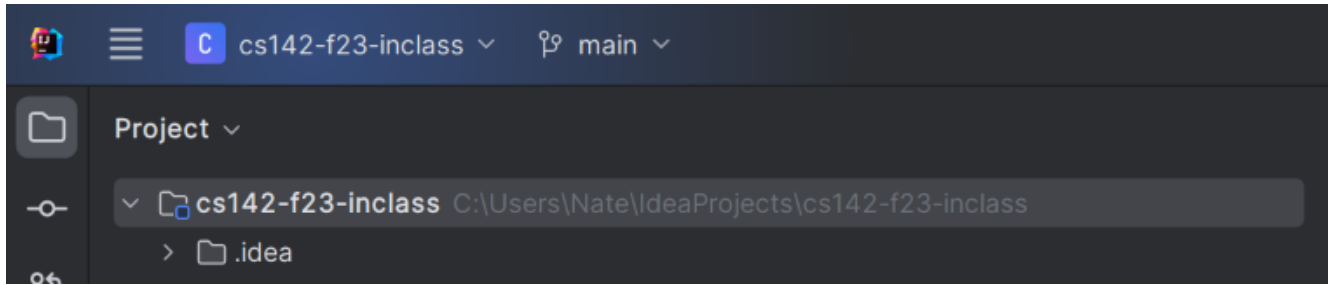 C cs142-f23-inclass main
Project
cs142-f23-inclass C:\Users\Nate\IdeaProjects\cs142-f23-inclass
.idea